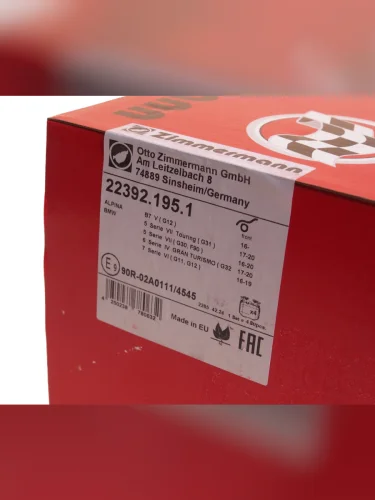 Zimmermann
Otto Zimmermann GmbH
Am Leitzelbach 8
74889 Sinsheim/Germany
22392.195.1
ALPINA B7 V (G12) 16-
BMW 5 Serie VII Touring (G31) 17-20
5 Serie VII (G30, F90) 16-20
6 Serie IV GRAN TURISMO (G32 17-20
7 Serie VI (G11, G12) 16-19
90R-02A0111/4545
x4
Made in EU
EAC